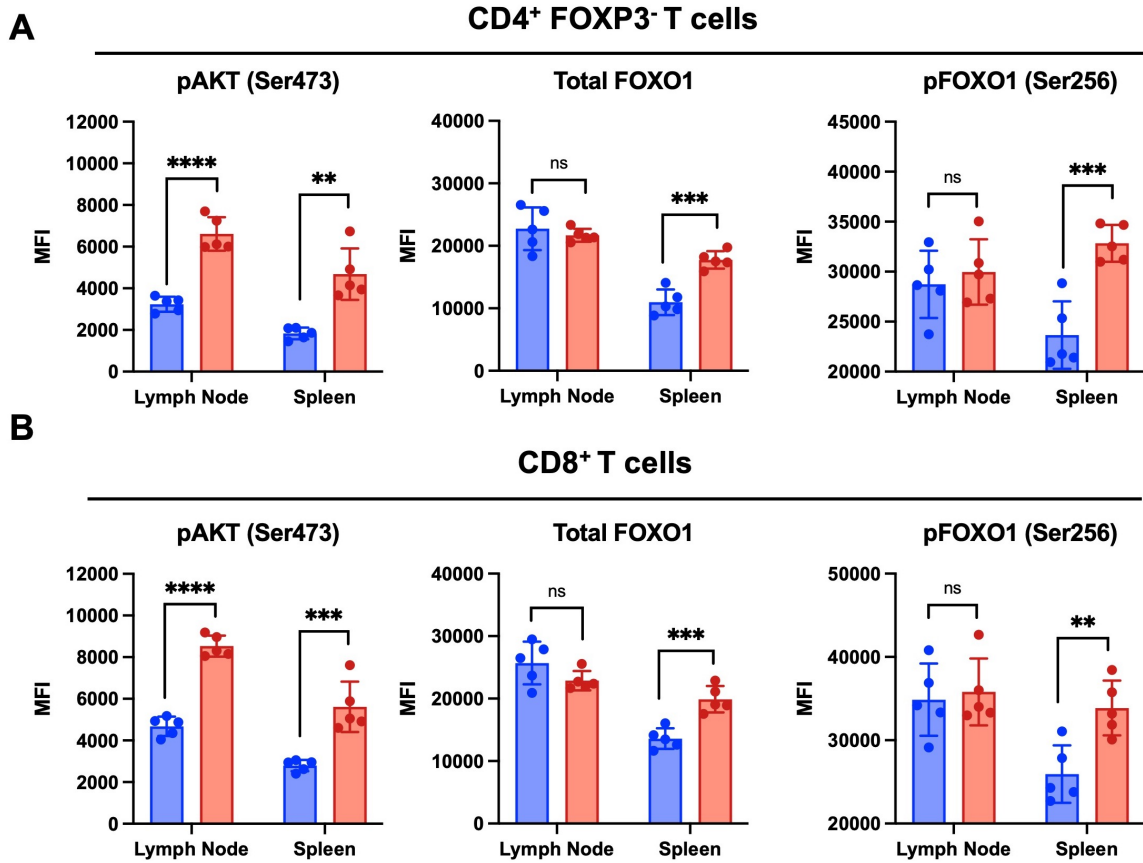 A
CD4⁺ FOXP3⁻ T cells
pAKT (Ser473)
Total FOXO1
pFOXO1 (Ser256)
MFI
12000
10000
8000
6000
4000
2000
0
****
**
Lymph Node
Spleen
MFI
40000
30000
20000
10000
0
ns
***
Lymph Node
Spleen
MFI
45000
40000
35000
30000
25000
20000
ns
***
Lymph Node
Spleen
B
CD8⁺ T cells
pAKT (Ser473)
Total FOXO1
pFOXO1 (Ser256)
MFI
12000
10000
8000
6000
4000
2000
0
****
***
Lymph Node
Spleen
MFI
40000
30000
20000
10000
0
ns
***
Lymph Node
Spleen
MFI
50000
40000
30000
20000
ns
**
Lymph Node
Spleen